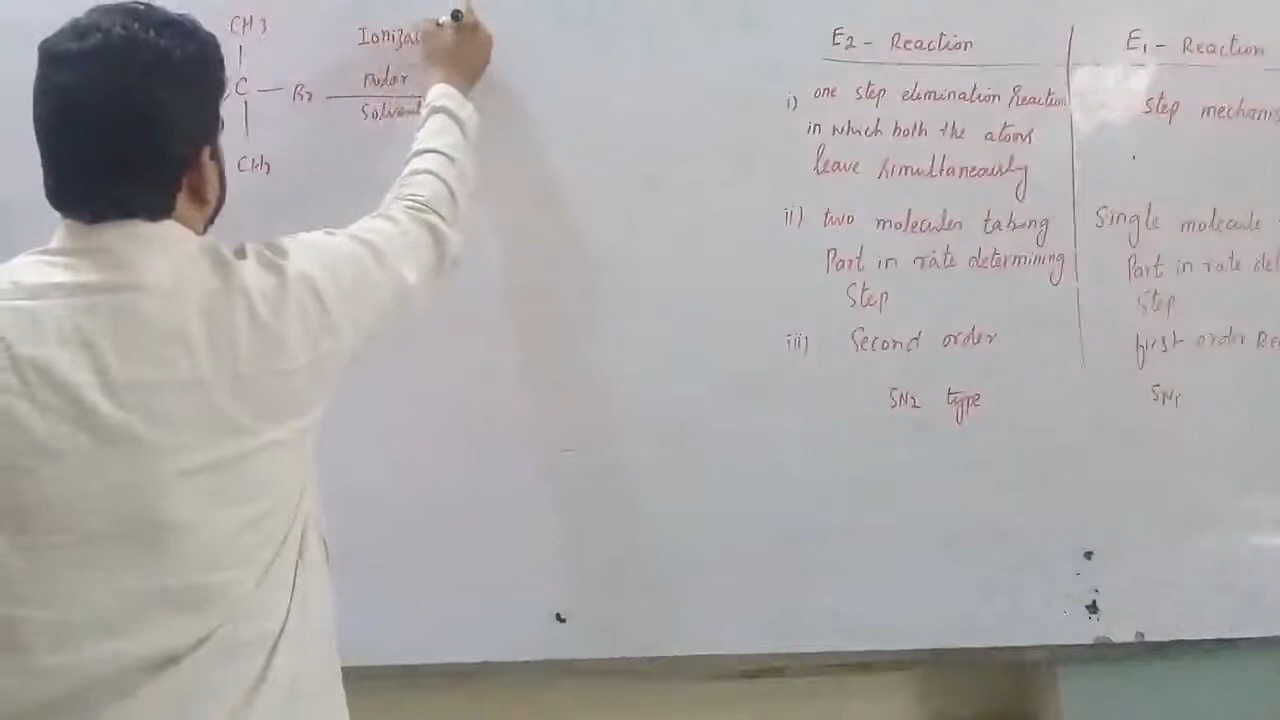 CH3
C — Br
CH3
Ionizat
Polar
Solvent
E2 - Reaction
i) one step elimination Reaction
in which both the atoms
leave simultaneously
ii) two molecules taking
Part in rate determining
Step
iii) Second order
SN2 type
E1 - Reaction
Step mechanis
Single molecule
Part in rate det
Step
first order Re
SN1